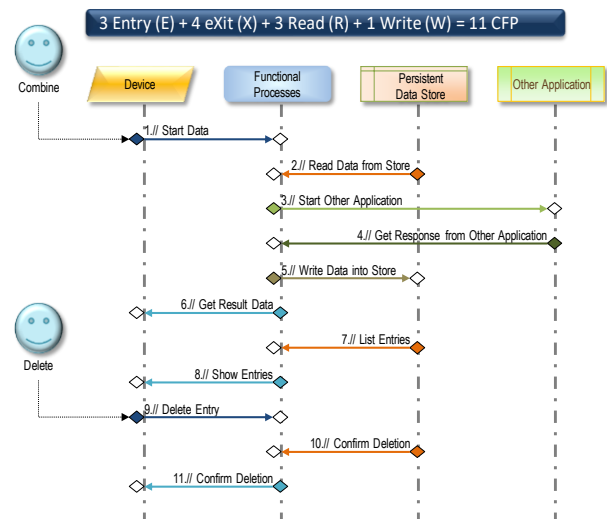 3 Entry (E) + 4 eXit (X) + 3 Read (R) + 1 Write (W) = 11 CFP
Combine
Device
Functional
Processes
Persistent
Data Store
Other Application
1.// Start Data
2.// Read Data from Store
3.// Start Other Application
4.// Get Response from Other Application
5.// Write Data into Store
6.// Get Result Data
7.// List Entries
Delete
8.// Show Entries
9.// Delete Entry
10.// Confirm Deletion
11.// Confirm Deletion